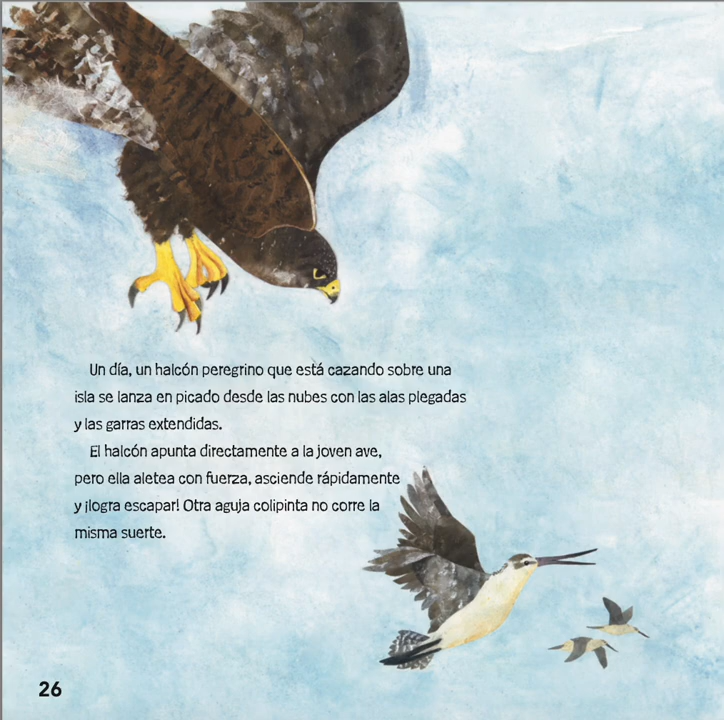 Un día, un halcón peregrino que está cazando sobre una
isla se lanza en picado desde las nubes con las alas plegadas
y las garras extendidas.
El halcón apunta directamente a la joven ave,
pero ella aletea con fuerza, asciende rápidamente
y ¡logra escapar! Otra aguja colipinta no corre la
misma suerte.
26